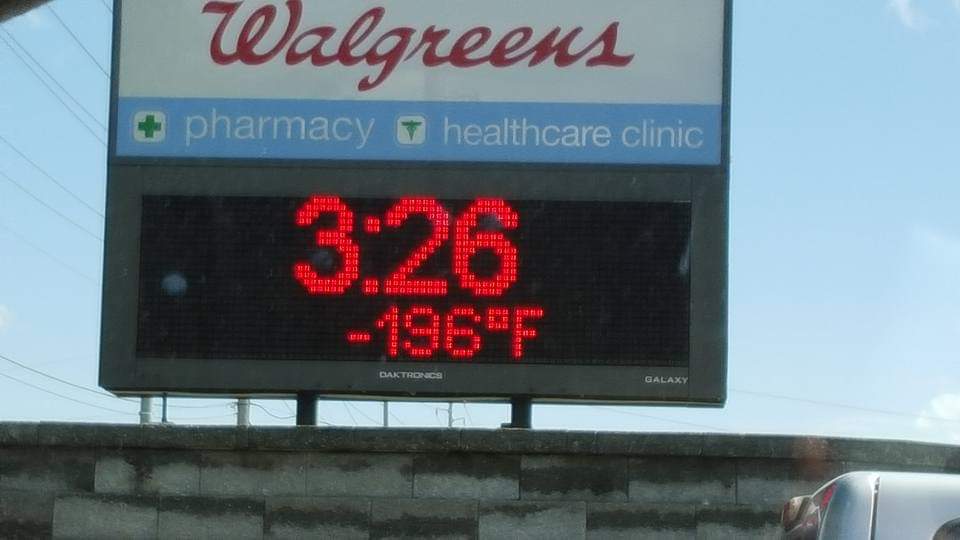 Walgreens
pharmacy healthcare clinic
3:26
-196°F
DAKTRONICS GALAXY